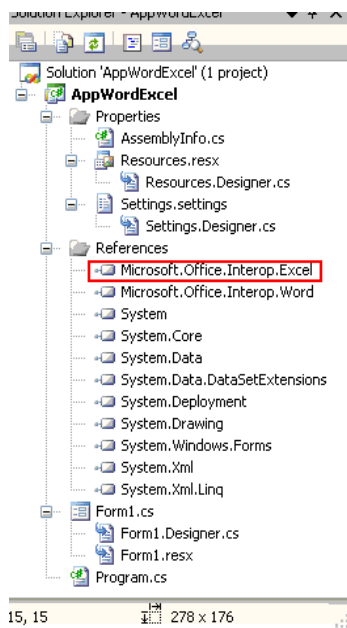 Solution Explorer - AppWordExcel
Solution 'AppWordExcel' (1 project)
AppWordExcel
Properties
AssemblyInfo.cs
Resources.resx
Resources.Designer.cs
Settings.settings
Settings.Designer.cs
References
Microsoft.Office.Interop.Excel
Microsoft.Office.Interop.Word
System
System.Core
System.Data
System.Data.DataSetExtensions
System.Deployment
System.Drawing
System.Windows.Forms
System.Xml
System.Xml.Linq
Form1.cs
Form1.Designer.cs
Form1.resx
Program.cs
15, 15 278 x 176